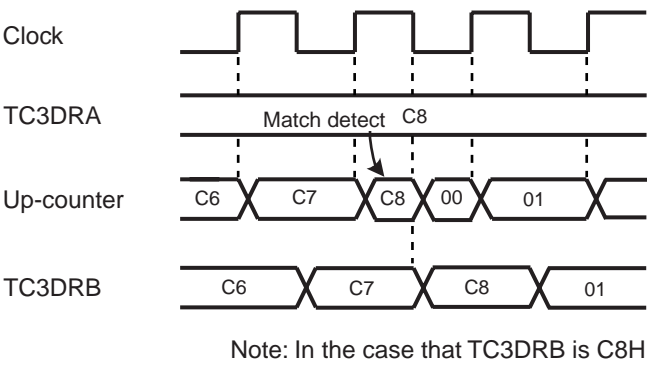 Clock
TC3DRA
Match detect C8
Up-counter
C6 C7 C8 00 01
TC3DRB
C6 C7 C8 01
Note: In the case that TC3DRB is C8H